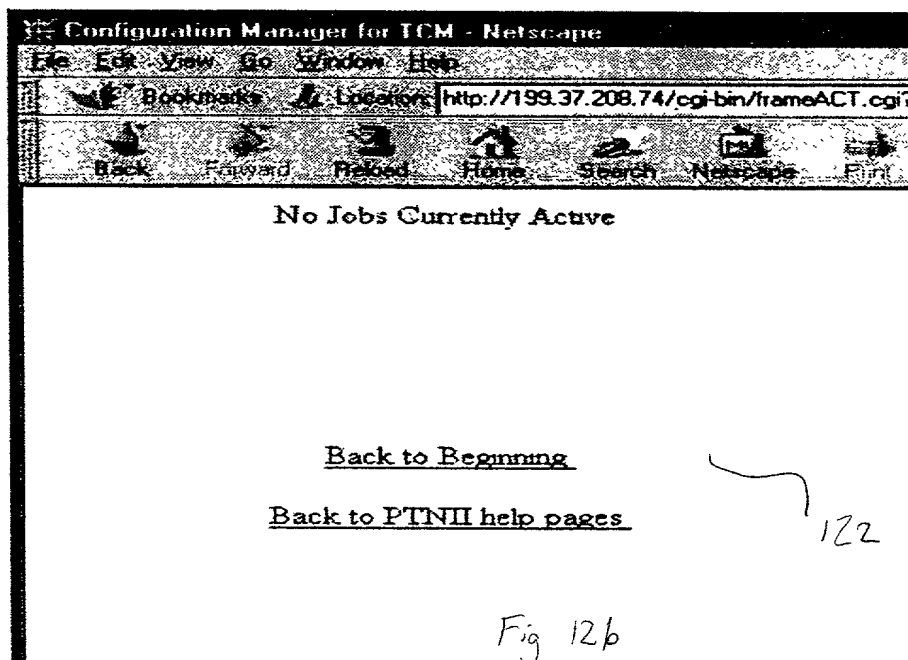 Configuration Manager for TCM - Netscape
File Edit View Go Window Help
Bookmarks Location: http://199.37.208.74/cgi-bin/frameACT.cgi?
Back Forward Reload Home Search Netscape Print
No Jobs Currently Active
Back to Beginning
Back to PTNII help pages
122
Fig 12b